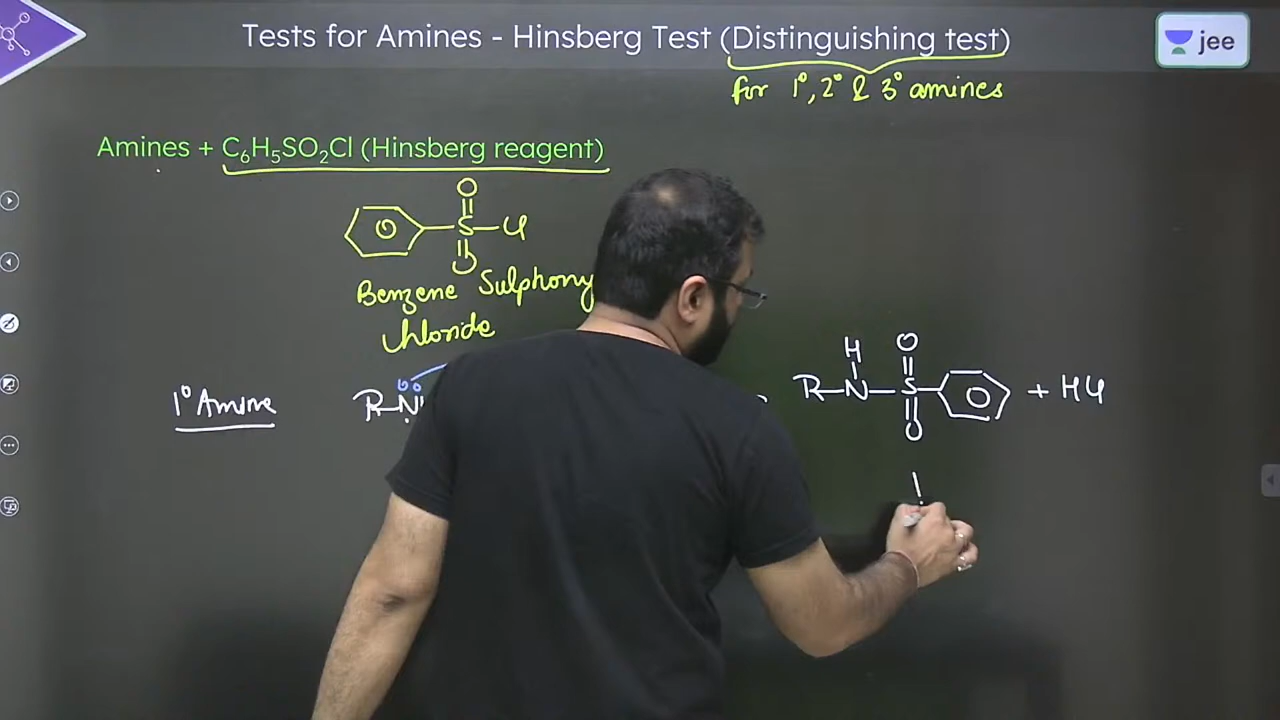 Tests for Amines - Hinsberg Test (Distinguishing test)
jee
for 1°, 2° & 3° amines
Amines + C₆H₅SO₂Cl (Hinsberg reagent)
O
S Cl
O
Benzene Sulphony
Chloride
H O
1° Amine R-N R-N-S + HCl
O